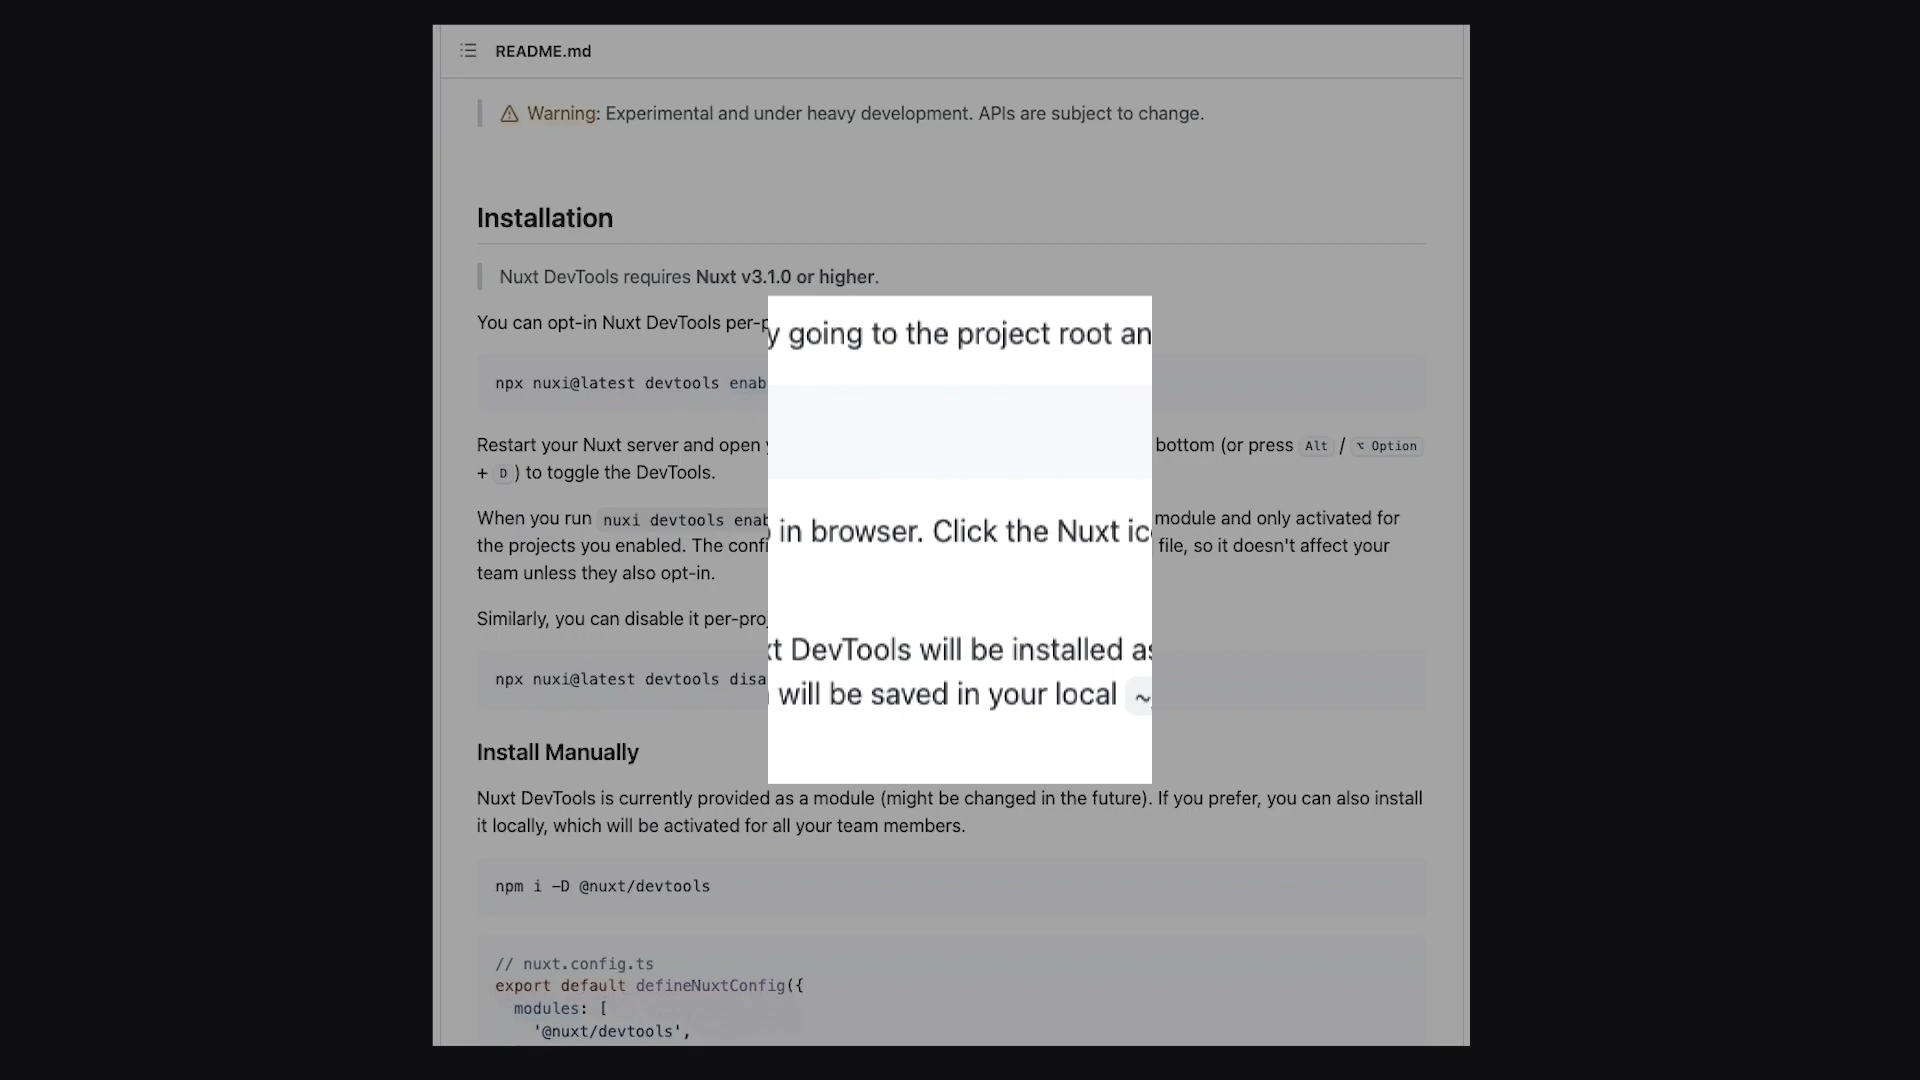 README.md
Warning: Experimental and under heavy development. APIs are subject to change.
Installation
Nuxt DevTools requires Nuxt v3.1.0 or higher.
You can opt-in Nuxt DevTools per-p
y going to the project root an
npx nuxi@latest devtools enab
Restart your Nuxt server and open
in browser. Click the Nuxt ic
bottom (or press Alt / ⌥ Option
+ D ) to toggle the DevTools.
When you run nuxi devtools enab
xt DevTools will be installed as
module and only activated for
the projects you enabled. The confi
will be saved in your local ~
file, so it doesn't affect your
team unless they also opt-in.
Similarly, you can disable it per-proj
npx nuxi@latest devtools disa
Install Manually
Nuxt DevTools is currently provided as a module (might be changed in the future). If you prefer, you can also install
it locally, which will be activated for all your team members.
npm i -D @nuxt/devtools
// nuxt.config.ts
export default defineNuxtConfig({
modules: [
'@nuxt/devtools',